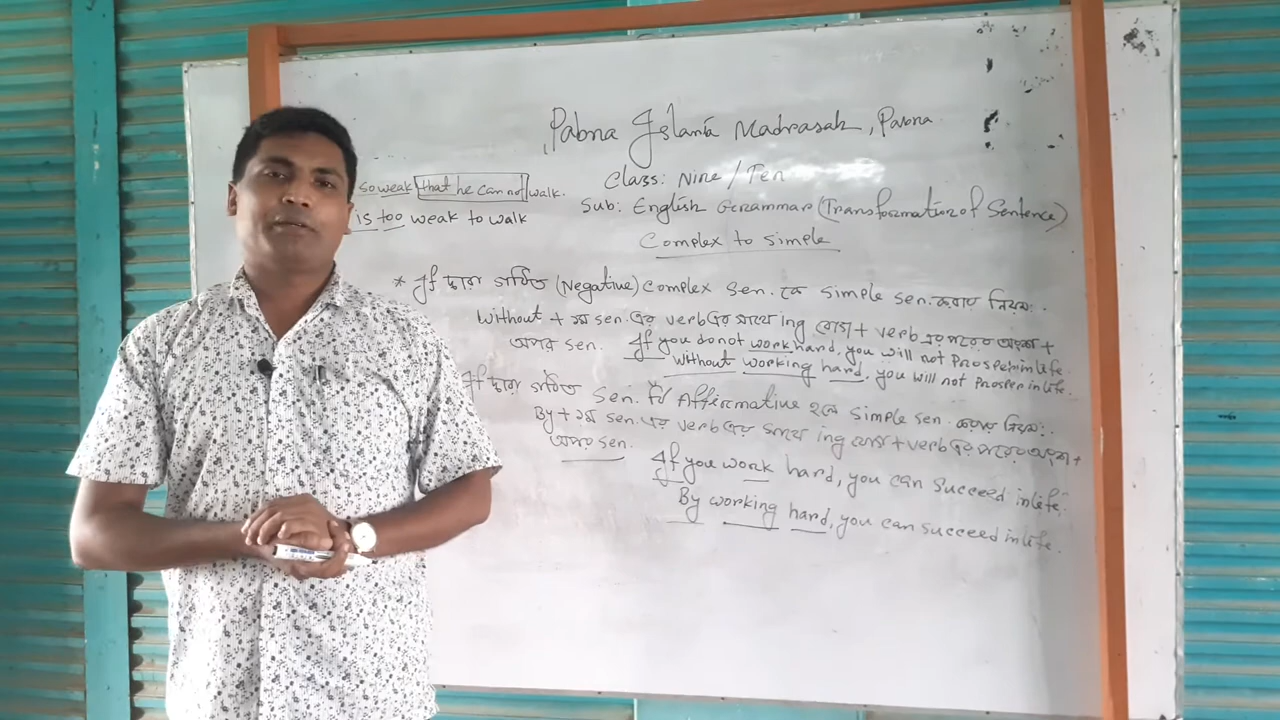 Pabna Islamia Madrasah, Pabna
Class: Nine / Ten
Sub: English Grammar (Transformation of Sentence)
Complex to simple
so weak that he can not walk.
is too weak to walk
* If দ্বারা গঠিত (Negative) Complex sen. কে simple sen. করার নিয়ম:
Without + ১ম sen. এর verb এর সাথে ing যোগ + verb এর পরের অংশ +
অপর sen. If you do not work hard, you will not Prosper in life.
Without working hard, you will not prosper in life.
If দ্বারা গঠিত Sen. টি Affirmative হলে simple sen. করার নিয়ম:
By + ১ম sen. এর verb এর সাথে ing যোগ + verb এর পরের অংশ +
অপর sen.
If you work hard, you can succeed in life.
By working hard, you can succeed in life.